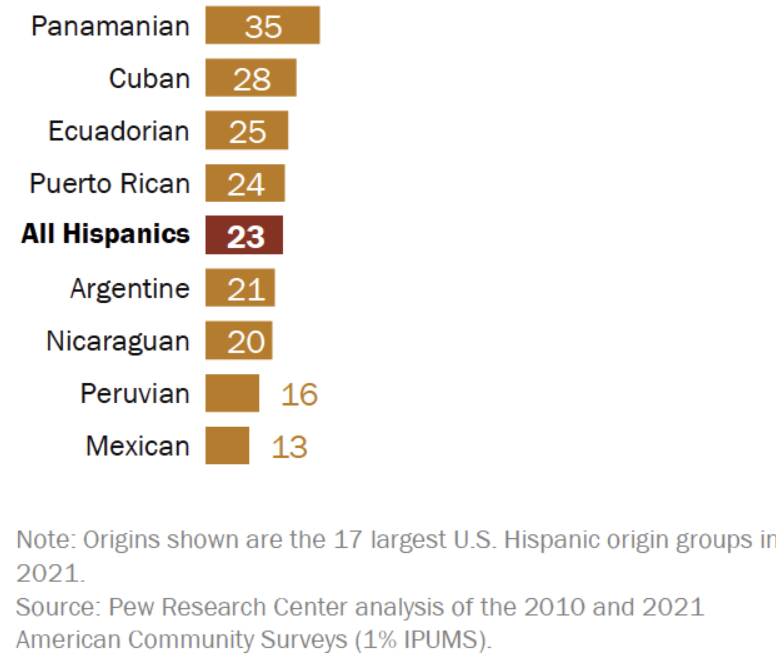 Panamanian 35
Cuban 28
Ecuadorian 25
Puerto Rican 24
All Hispanics 23
Argentine 21
Nicaraguan 20
Peruvian 16
Mexican 13
Note: Origins shown are the 17 largest U.S. Hispanic origin groups in
2021.
Source: Pew Research Center analysis of the 2010 and 2021
American Community Surveys (1% IPUMS).